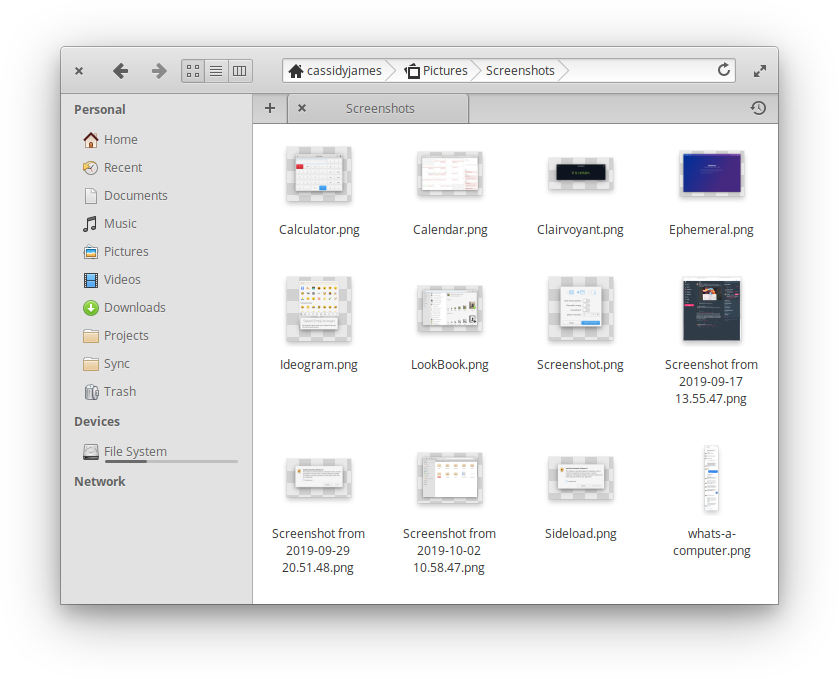 cassidyjames Pictures Screenshots
Personal
Home
Recent
Documents
Music
Pictures
Videos
Downloads
Projects
Sync
Trash
Devices
File System
Network
Screenshots
Calculator.png
Calendar.png
Clairvoyant.png
Ephemeral.png
Ideogram.png
LookBook.png
Screenshot.png
Screenshot from
2019-09-17
13.55.47.png
Screenshot from
2019-09-29
20.51.48.png
Screenshot from
2019-10-02
10.58.47.png
Sideload.png
whats-a-
computer.png